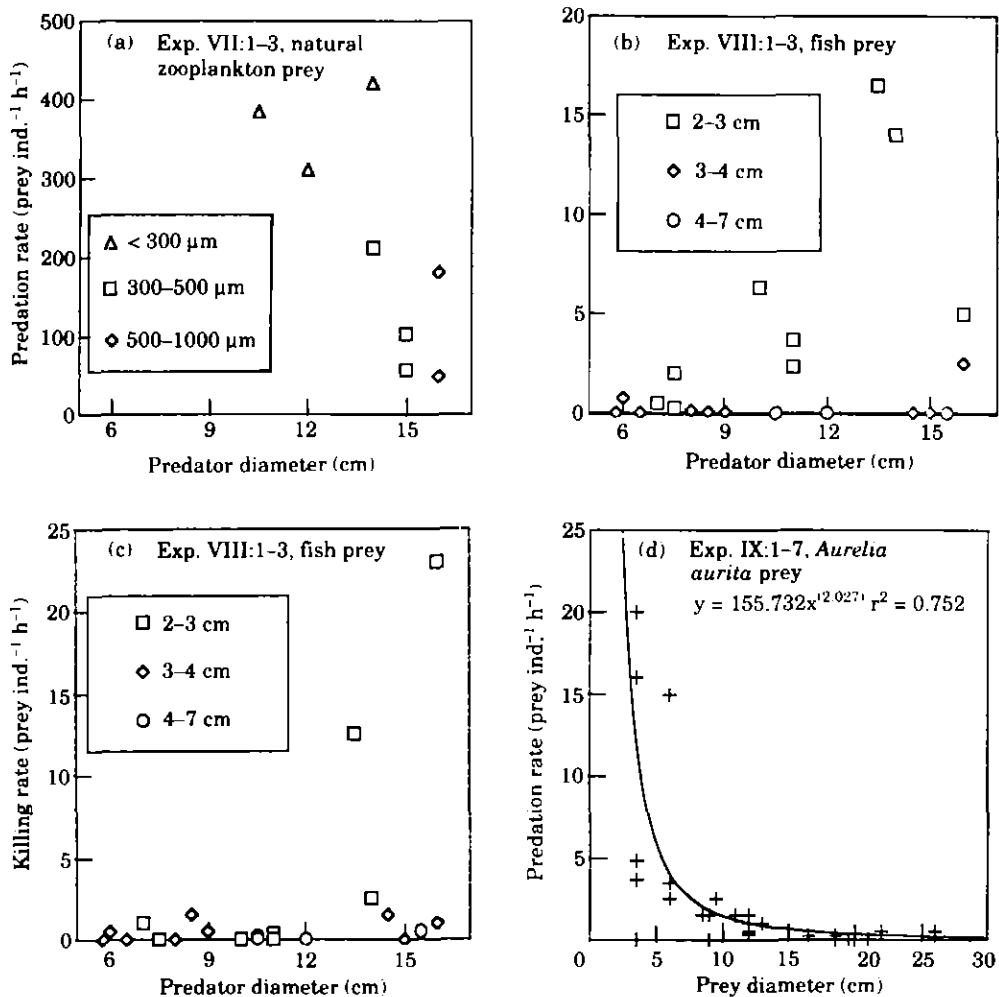 (a) Exp. VII:1–3, natural
zooplankton prey
500
400
300
200
100
0
Predation rate (prey ind.⁻¹ h⁻¹)
< 300 µm
300–500 µm
500–1000 µm
6 9 12 15
Predator diameter (cm)
(b) Exp. VIII:1–3, fish prey
20
15
10
5
0
2–3 cm
3–4 cm
4–7 cm
6 9 12 15
Predator diameter (cm)
(c) Exp. VIII:1–3, fish prey
25
20
15
10
5
0
Killing rate (prey ind.⁻¹ h⁻¹)
2–3 cm
3–4 cm
4–7 cm
6 9 12 15
Predator diameter (cm)
(d) Exp. IX:1–7, Aurelia
aurita prey
y = 155.732x⁽²·⁰²⁷⁾ r² = 0.752
25
20
15
10
5
Predation rate (prey ind.⁻¹ h⁻¹)
0 5 10 15 20 25 30
Prey diameter (cm)